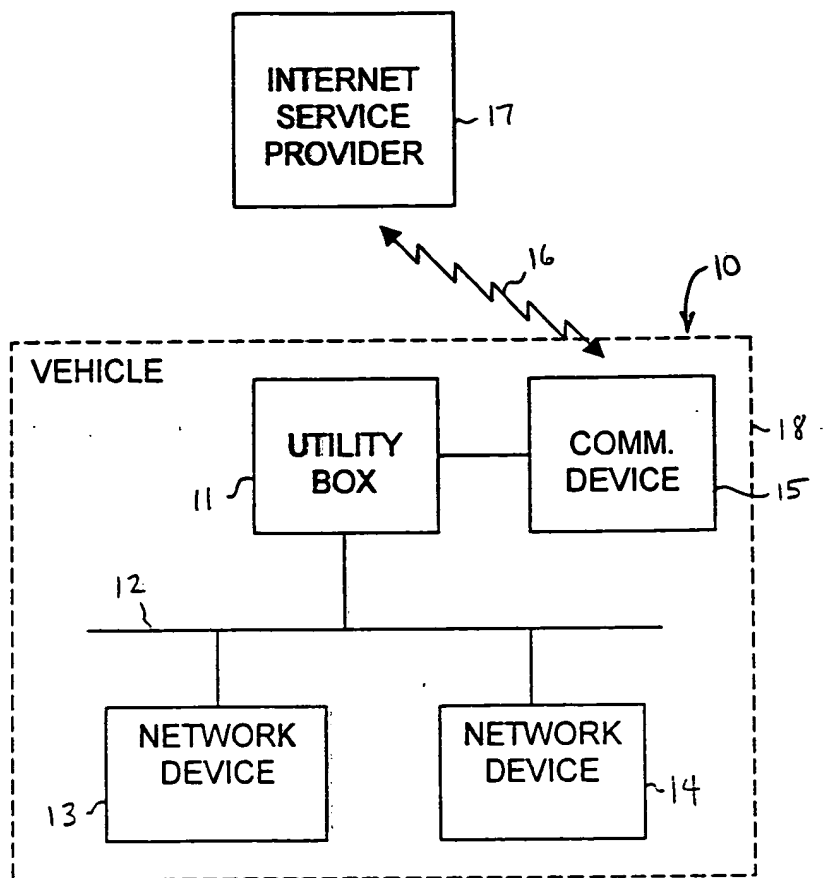 INTERNET
SERVICE
PROVIDER
17
16
10
VEHICLE
UTILITY
BOX
11
COMM.
DEVICE
15
18
12
NETWORK
DEVICE
13
NETWORK
DEVICE
14